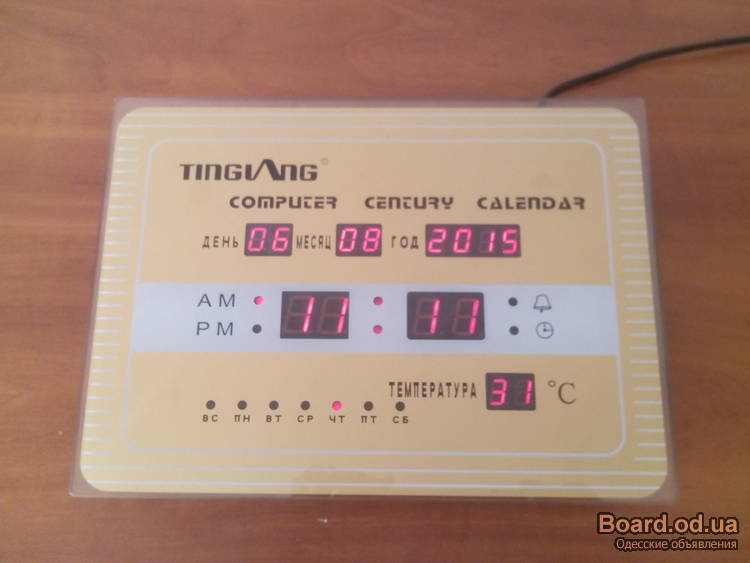 TINGLANG®
COMPUTER CENTURY CALENDAR
ДЕНЬ 06 МЕСЯЦ 08 ГОД 2015
AM 11 : 11
PM
ТЕМПЕРАТУРА 31 °C
ВС ПН ВТ СР ЧТ ПТ СБ
Board.od.ua
Одесские объявления